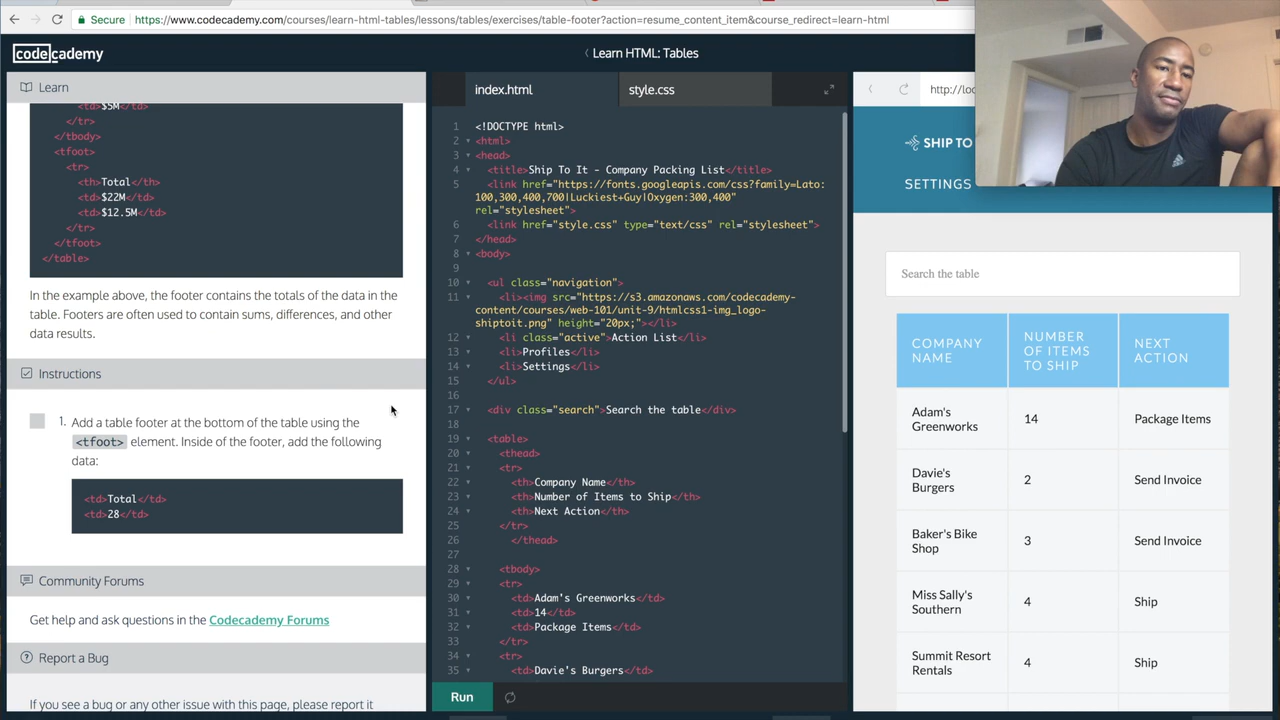 Secure
https://www.codecademy.com/courses/learn-html-tables/lessons/tables/exercises/table-footer?action=resume_content_item&course_redirect=learn-html
codecademy
Learn HTML: Tables
Learn
<td>$5M</td>
</tr>
</tbody>
<tfoot>
<tr>
<th>Total</th>
<td>$22M</td>
<td>$12.5M</td>
</tr>
</tfoot>
</table>
In the example above, the footer contains the totals of the data in the
table. Footers are often used to contain sums, differences, and other
data results.
Instructions
1. Add a table footer at the bottom of the table using the
<tfoot> element. Inside of the footer, add the following
data:
<td>Total</td>
<td>28</td>
Community Forums
Get help and ask questions in the Codecademy Forums
Report a Bug
If you see a bug or any other issue with this page, please report it
index.html
style.css
1 <!DOCTYPE html>
2 <html>
3 <head>
4 <title>Ship To It - Company Packing List</title>
5 <link href="https://fonts.googleapis.com/css?family=Lato:
100,300,400,700|Luckiest+Guy|Oxygen:300,400"
rel="stylesheet">
6 <link href="style.css" type="text/css" rel="stylesheet">
7 </head>
8 <body>
9
10 <ul class="navigation">
11 <li><img src="https://s3.amazonaws.com/codecademy-
content/courses/web-101/unit-9/htmlcss1-img_logo-
shiptoit.png" height="20px;"></li>
12 <li class="active">Action List</li>
13 <li>Profiles</li>
14 <li>Settings</li>
15 </ul>
16
17 <div class="search">Search the table</div>
18
19 <table>
20 <thead>
21 <tr>
22 <th>Company Name</th>
23 <th>Number of Items to Ship</th>
24 <th>Next Action</th>
25 </tr>
26 </thead>
27
28 <tbody>
29 <tr>
30 <td>Adam's Greenworks</td>
31 <td>14</td>
32 <td>Package Items</td>
33 </tr>
34 <tr>
35 <td>Davie's Burgers</td>
Run
http://loc
SHIP TO
SETTINGS
Search the table
COMPANY NAME
NUMBER OF ITEMS TO SHIP
NEXT ACTION
Adam's Greenworks
14
Package Items
Davie's Burgers
2
Send Invoice
Baker's Bike Shop
3
Send Invoice
Miss Sally's Southern
4
Ship
Summit Resort Rentals
4
Ship